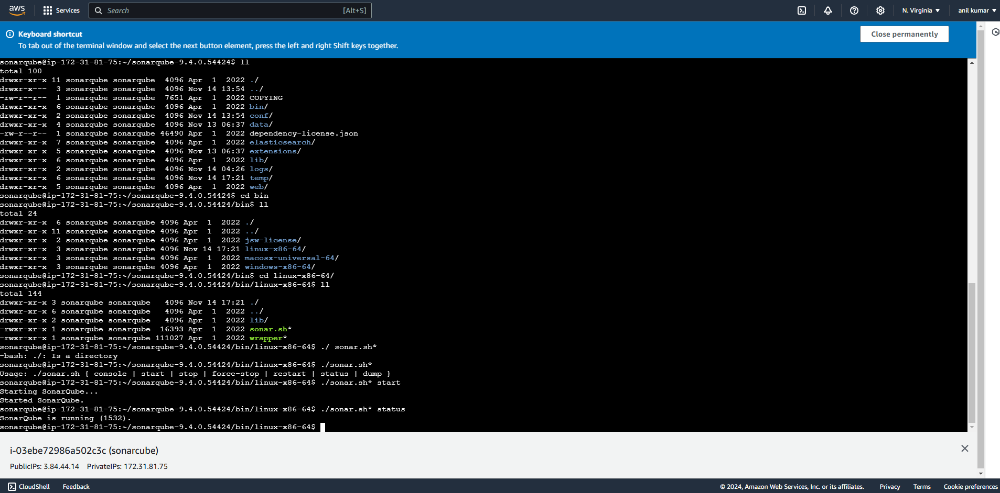 aws Services Search [Alt+S] N. Virginia anil kumar
Keyboard shortcut
Close permanently
To tab out of the terminal window and select the next button element, press the left and right Shift keys together.
sonarqube@ip-172-31-81-75:~/sonarqube-9.4.0.54424$ ll
total 100
drwxr-xr-x 11 sonarqube sonarqube  4096 Apr  1  2022 ./
drwxr-x---  3 sonarqube sonarqube  4096 Nov 14 13:54 ../
-rw-r--r--  1 sonarqube sonarqube  7651 Apr  1  2022 COPYING
drwxr-xr-x  6 sonarqube sonarqube  4096 Apr  1  2022 bin/
drwxr-xr-x  2 sonarqube sonarqube  4096 Nov 14 13:54 conf/
drwxr-xr-x  4 sonarqube sonarqube  4096 Nov 13 06:37 data/
-rw-r--r--  1 sonarqube sonarqube 46490 Apr  1  2022 dependency-license.json
drwxr-xr-x  7 sonarqube sonarqube  4096 Apr  1  2022 elasticsearch/
drwxr-xr-x  5 sonarqube sonarqube  4096 Nov 13 06:37 extensions/
drwxr-xr-x  6 sonarqube sonarqube  4096 Apr  1  2022 lib/
drwxr-xr-x  2 sonarqube sonarqube  4096 Nov 14 04:26 logs/
drwxr-xr-x  6 sonarqube sonarqube  4096 Nov 14 17:21 temp/
drwxr-xr-x  5 sonarqube sonarqube  4096 Apr  1  2022 web/
sonarqube@ip-172-31-81-75:~/sonarqube-9.4.0.54424$ cd bin
sonarqube@ip-172-31-81-75:~/sonarqube-9.4.0.54424/bin$ ll
total 24
drwxr-xr-x  6 sonarqube sonarqube 4096 Apr  1  2022 ./
drwxr-xr-x 11 sonarqube sonarqube 4096 Apr  1  2022 ../
drwxr-xr-x  2 sonarqube sonarqube 4096 Apr  1  2022 jsw-license/
drwxr-xr-x  3 sonarqube sonarqube 4096 Nov 14 17:21 linux-x86-64/
drwxr-xr-x  3 sonarqube sonarqube 4096 Apr  1  2022 macosx-universal-64/
drwxr-xr-x  3 sonarqube sonarqube 4096 Apr  1  2022 windows-x86-64/
sonarqube@ip-172-31-81-75:~/sonarqube-9.4.0.54424/bin$ cd linux-x86-64/
sonarqube@ip-172-31-81-75:~/sonarqube-9.4.0.54424/bin/linux-x86-64$ ll
total 144
drwxr-xr-x 3 sonarqube sonarqube   4096 Nov 14 17:21 ./
drwxr-xr-x 6 sonarqube sonarqube   4096 Apr  1  2022 ../
drwxr-xr-x 2 sonarqube sonarqube   4096 Apr  1  2022 lib/
-rwxr-xr-x 1 sonarqube sonarqube  16393 Apr  1  2022 sonar.sh*
-rwxr-xr-x 1 sonarqube sonarqube 111027 Apr  1  2022 wrapper*
sonarqube@ip-172-31-81-75:~/sonarqube-9.4.0.54424/bin/linux-x86-64$ ./ sonar.sh*
-bash: ./: Is a directory
sonarqube@ip-172-31-81-75:~/sonarqube-9.4.0.54424/bin/linux-x86-64$ ./sonar.sh*
Usage: ./sonar.sh { console | start | stop | force-stop | restart | status | dump }
sonarqube@ip-172-31-81-75:~/sonarqube-9.4.0.54424/bin/linux-x86-64$ ./sonar.sh* start
Starting SonarQube...
Started SonarQube.
sonarqube@ip-172-31-81-75:~/sonarqube-9.4.0.54424/bin/linux-x86-64$ ./sonar.sh* status
SonarQube is running (1532).
sonarqube@ip-172-31-81-75:~/sonarqube-9.4.0.54424/bin/linux-x86-64$
i-03ebe72986a502c3c (sonarcube)
PublicIPs: 3.84.44.14 PrivateIPs: 172.31.81.75
CloudShell Feedback © 2024, Amazon Web Services, Inc. or its affiliates. Privacy Terms Cookie preferences